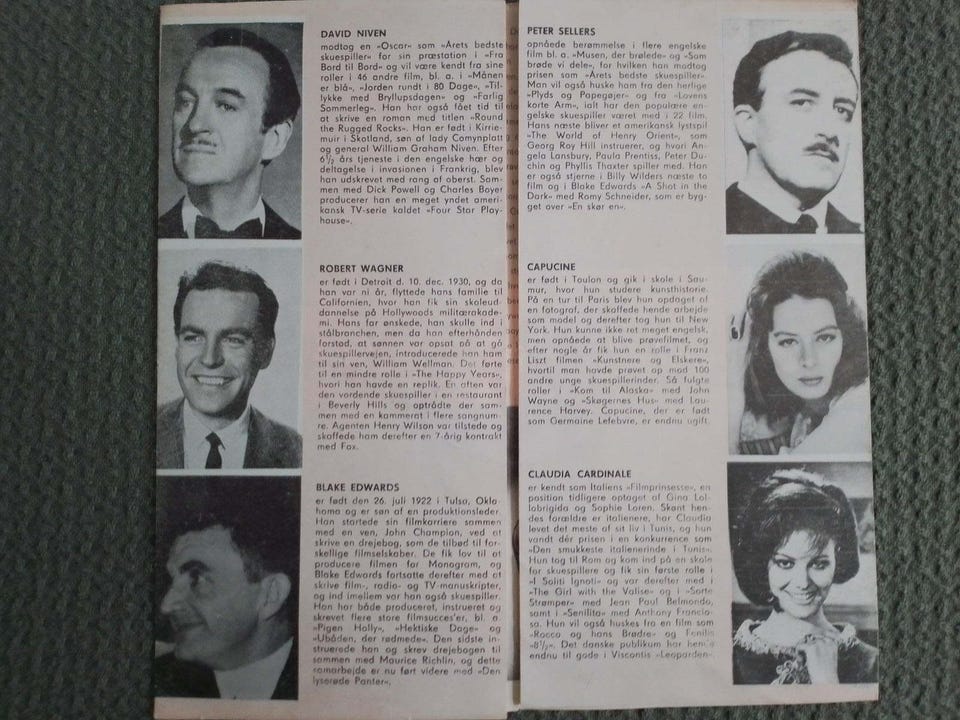 DAVID NIVEN
modtog en »Oscar« som »Årets bedste
skuespiller« for sin præstation i »Fra
Bord til Bord« og vil være kendt fra sine
roller i 46 andre film, bl. a. i »Månen
er blå«, »Jorden rundt i 80 Dage«, »Til-
lykke med Bryllupsdagen« og »Farlig
Sommerleg«. Han har også fået tid til
at skrive en roman med titlen »Round
the Rugged Rocks«. Han er født i Kirrie-
muir i Skotland, søn af lady Comynplatt
og general William Graham Niven. Efter
6½ års tjeneste i den engelske hær og
deltagelse i invasionen i Frankrig, blev
han udskrevet med rang af oberst. Sam-
men med Dick Powell og Charles Boyer
producerer han en meget yndet ameri-
kansk TV-serie kaldet »Four Star Play-
house«.
ROBERT WAGNER
er født i Detroit d. 10. dec. 1930, og da
han var ni år, flyttede hans familie til
Californien, hvor han fik sin skoleud-
dannelse på Hollywoods militærakade-
mi. Hans far ønskede, han skulle ind i
stålbranchen, men da han efterhånden
forstod, at sønnen var opsat på at gå
skuespillervejen, introducerede han ham
til sin ven, William Wellman. Det førte
til en mindre rolle i »The Happy Years«,
hvori han havde en replik. En aften var
den vordende skuespiller i en restaurant
i Beverly Hills og optrådte der sam-
men med en kammerat i flere sangnum-
re. Agenten Henry Wilson var tilstede og
skaffede ham derefter en 7-årig kontrakt
med Fox.
BLAKE EDWARDS
er født den 26. juli 1922 i Tulsa, Okla-
homa og er søn af en produktionsleder.
Han startede sin filmkarriere sammen
med en ven, John Champion, ved at
skrive en drejebog, som de tilbød til for-
skellige filmselskaber. De fik lov til at
producere filmen for Monogram, og
Blake Edwards fortsatte derefter med at
skrive film-, radio- og TV-manuskripter,
og ind imellem var han også skuespiller.
Han har både produceret, instrueret og
skrevet flere store filmsucces'er, bl. a.
»Pigen Holly«, »Hektiske Dage« og
»Ubåden, der rødmede«. Den sidste in-
struerede han og skrev drejebogen til
sammen med Maurice Richlin, og dette
samarbejde er nu ført videre med »Den
lyserøde Panter«.
PETER SELLERS
opnåede berømmelse i flere engelske
film bl. a. »Musen, der brølede« og »Som
brøde vi dele«, for hvilken han modtog
prisen som »Årets bedste skuespiller«.
Man vil også huske ham fra den herlige
»Plyds og Papegøjer« og fra »Lovens
korte Arm«, ialt har den populære en-
gelske skuespiller været med i 22 film.
Hans næste bliver et amerikansk lystspil
»The World of Henry Orient«, som
Georg Roy Hill instruerer, og hvori An-
gela Lansbury, Paula Prentiss, Peter Du-
chin og Phyllis Thaxter spiller med. Han
er også stjerne i Billy Wilders næste to
film og i Blake Edwards »A Shot in the
Dark« med Romy Schneider, som er byg-
get over »En skør en«.
CAPUCINE
er født i Toulon og gik i skole i Sau-
mur, hvor hun studere kunsthistorie.
På en tur til Paris blev hun opdaget af
en fotograf, der skaffede hende arbejde
som model og derefter tog hun til New
York. Hun kunne ikke ret meget engelsk,
men opnåede at blive prøvefilmet, og
efter nogle år fik hun en rolle i Franz
Liszt filmen »Kunstnere og Elskere«,
hvortil man havde prøvet op mod 100
andre unge skuespillerinder. Så fulgte
roller i »Kom til Alaska« med John
Wayne og »Skøgernes Hus« med Lau-
rence Harvey. Capucine, der er født
som Germaine Lefebvre, er endnu ugift.
CLAUDIA CARDINALE
er kendt som Italiens »Filmprinsesse«, en
position tidligere optaget af Gina Lol-
lobrigida og Sophie Loren. Skønt hen-
des forældre er italienere, har Claudia
levet det meste af sit liv i Tunis, og hun
vandt dér prisen i en konkurrence som
»Den smukkeste italienerinde i Tunis«.
Hun tog til Rom og kom ind på en skole
for skuespillere og fik sin første rolle i
»I Soliti Ignoti« og var derefter med i
»The Girl with the Valise« og i »Sorte
Strømper« med Jean Paul Belmondo,
samt i »Senilita« med Anthony Francio-
sa. Hun vil også huskes fra en film som
»Rocco og hans Brødre« og
»8½«. Det danske publikum har
endnu til gode i Viscontis »Leoparden«